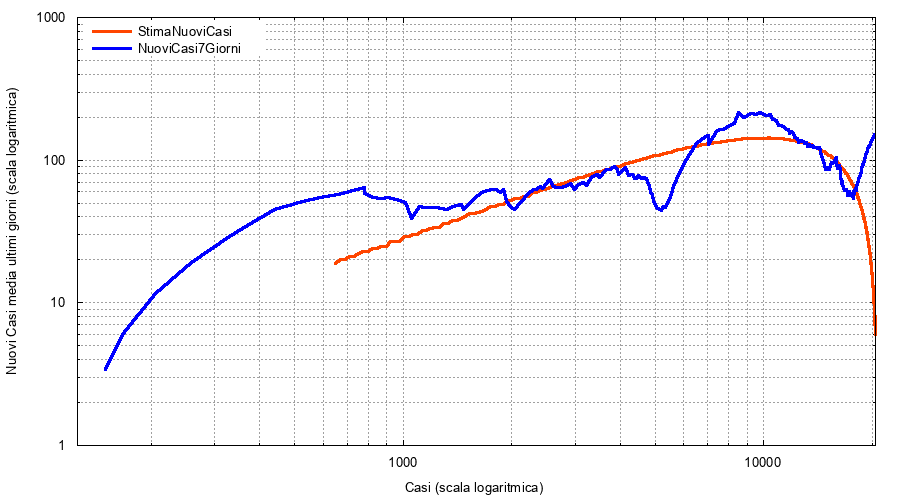 1000
StimaNuoviCasi
NuoviCasi7Giorni
100
10
1
1000
10000
Nuovi Casi media ultimi giorni (scala logaritmica)
Casi (scala logaritmica)